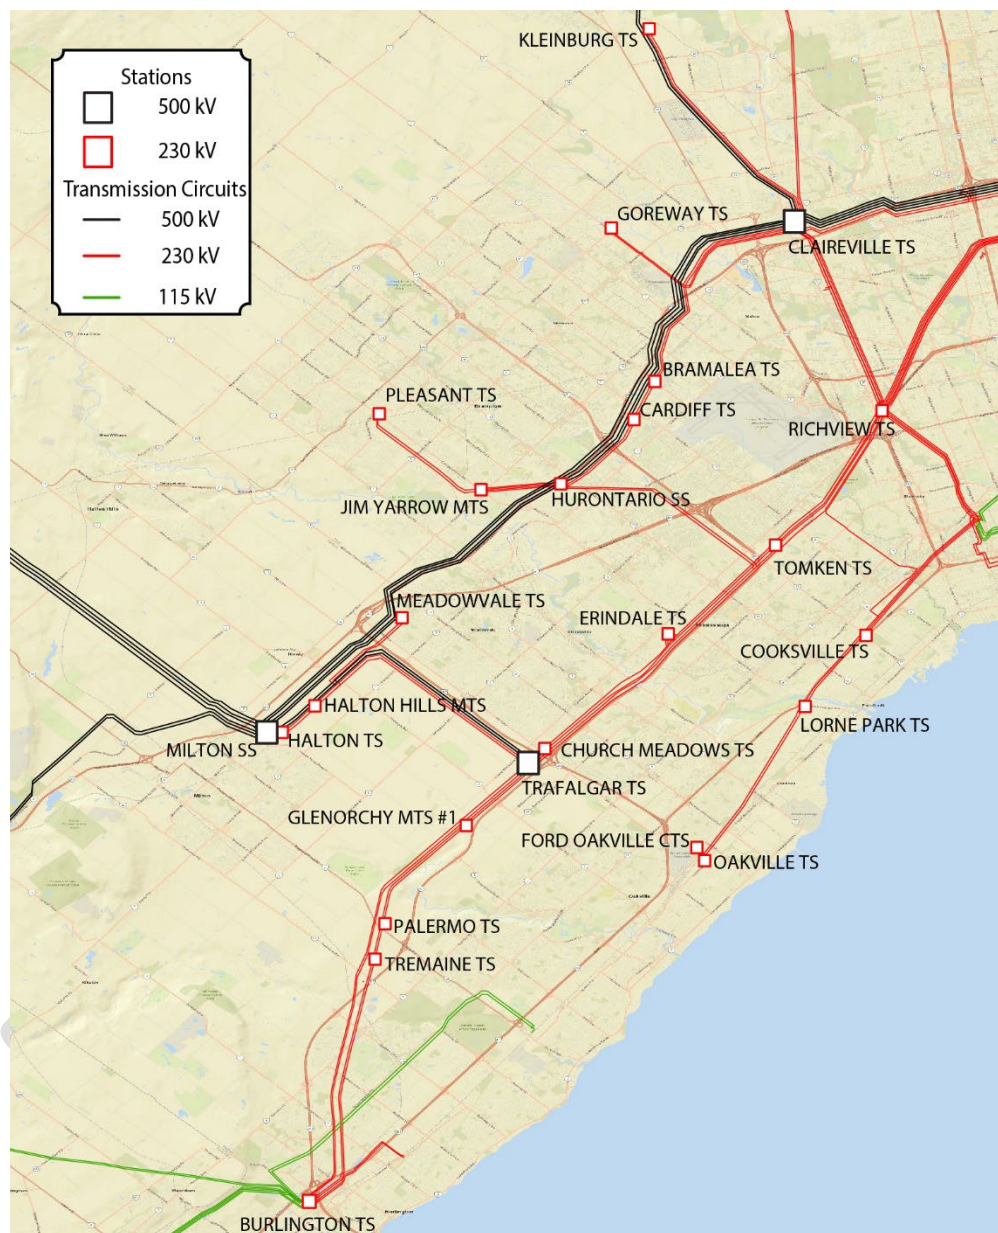 Stations
500 kV
230 kV
Transmission Circuits
500 kV
230 kV
115 kV
KLEINBURG TS
GOREWAY TS
CLAIREVILLE TS
BRAMALEA TS
PLEASANT TS
CARDIFF TS
RICHVIEW TS
JIM YARROW MTS
HURONTARIO SS
TOMKEN TS
MEADOWVALE TS
ERINDALE TS
COOKSVILLE TS
HALTON HILLS MTS
LORNE PARK TS
MILTON SS
HALTON TS
CHURCH MEADOWS TS
TRAFALGAR TS
GLENORCHY MTS #1
FORD OAKVILLE CTS
OAKVILLE TS
Oakville
PALERMO TS
TREMAINE TS
Burlington
BURLINGTON TS